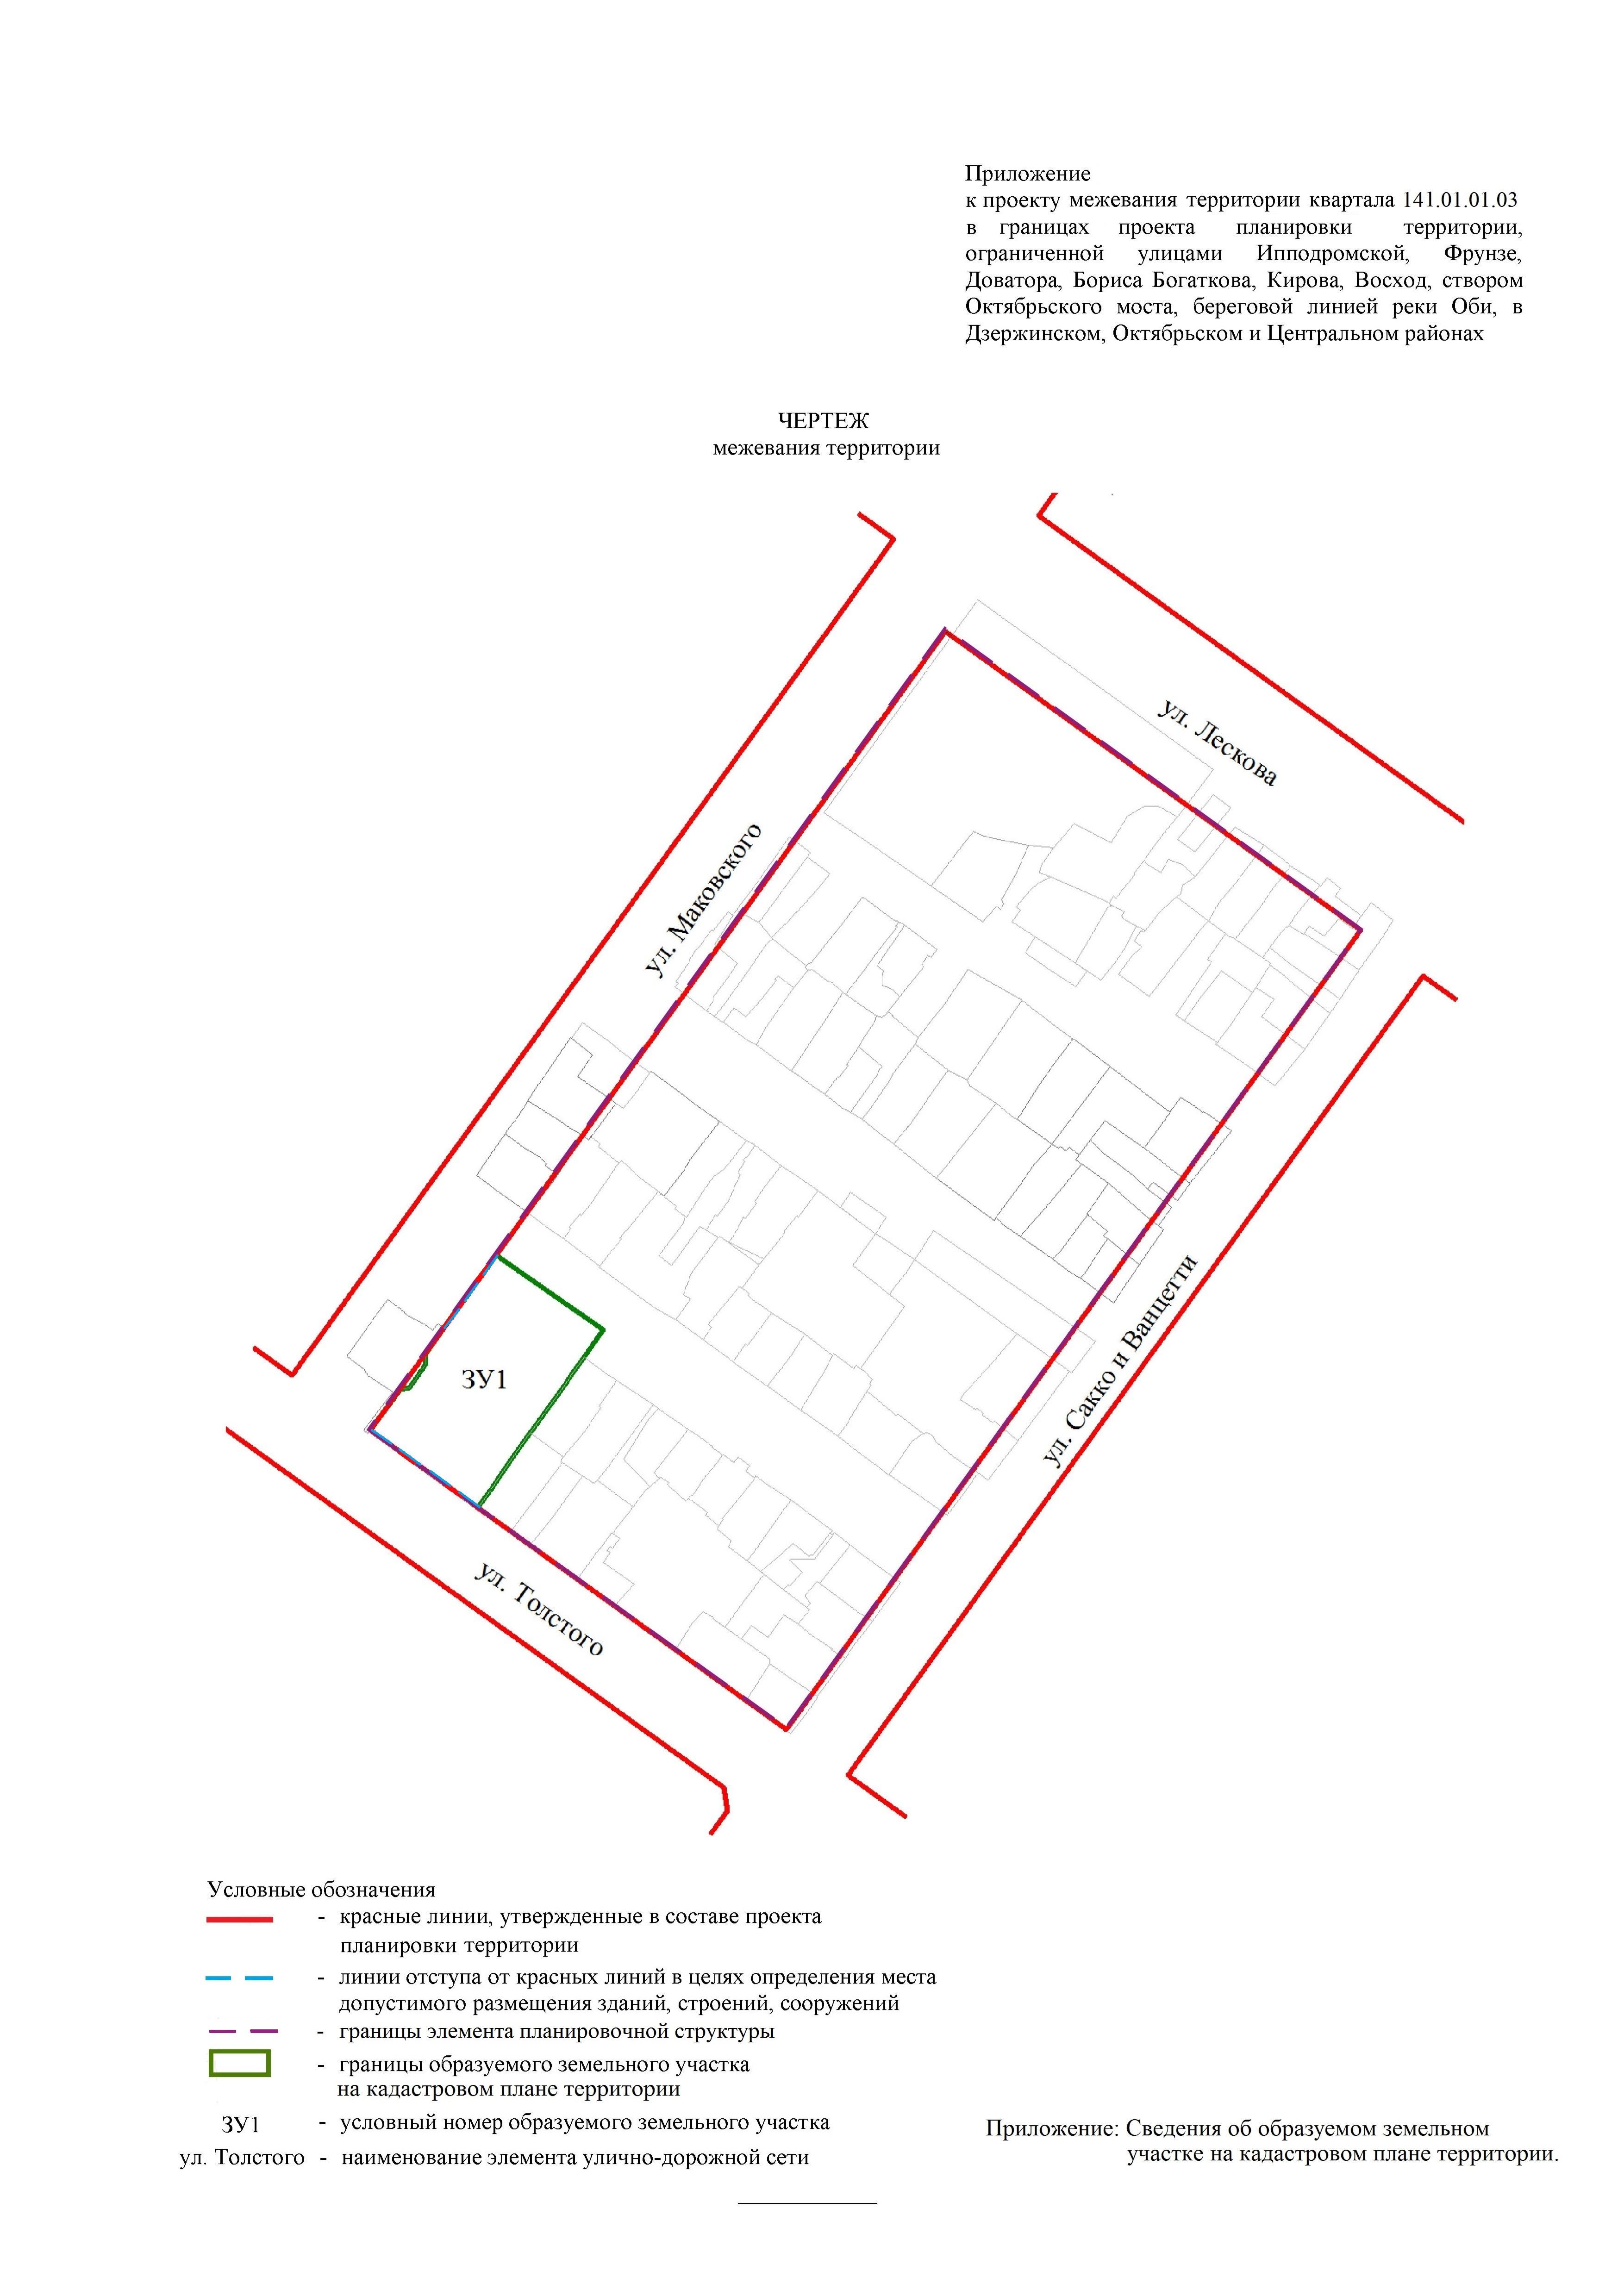 Приложение
к проекту межевания территории квартала 141.01.01.03
в границах проекта планировки территории,
ограниченной улицами Ипподромской, Фрунзе,
Доватора, Бориса Богаткова, Кирова, Восход, створом
Октябрьского моста, береговой линией реки Оби, в
Дзержинском, Октябрьском и Центральном районах
ЧЕРТЕЖ
межевания территории
ул. Лескова
ул. Маковского
ул. Сакко и Ванцетти
ЗУ1
ул. Толстого
Условные обозначения
- красные линии, утвержденные в составе проекта
планировки территории
- линии отступа от красных линий в целях определения места
допустимого размещения зданий, строений, сооружений
- границы элемента планировочной структуры
- границы образуемого земельного участка
на кадастровом плане территории
ЗУ1 - условный номер образуемого земельного участка
ул. Толстого - наименование элемента улично-дорожной сети
Приложение: Сведения об образуемом земельном
участке на кадастровом плане территории.